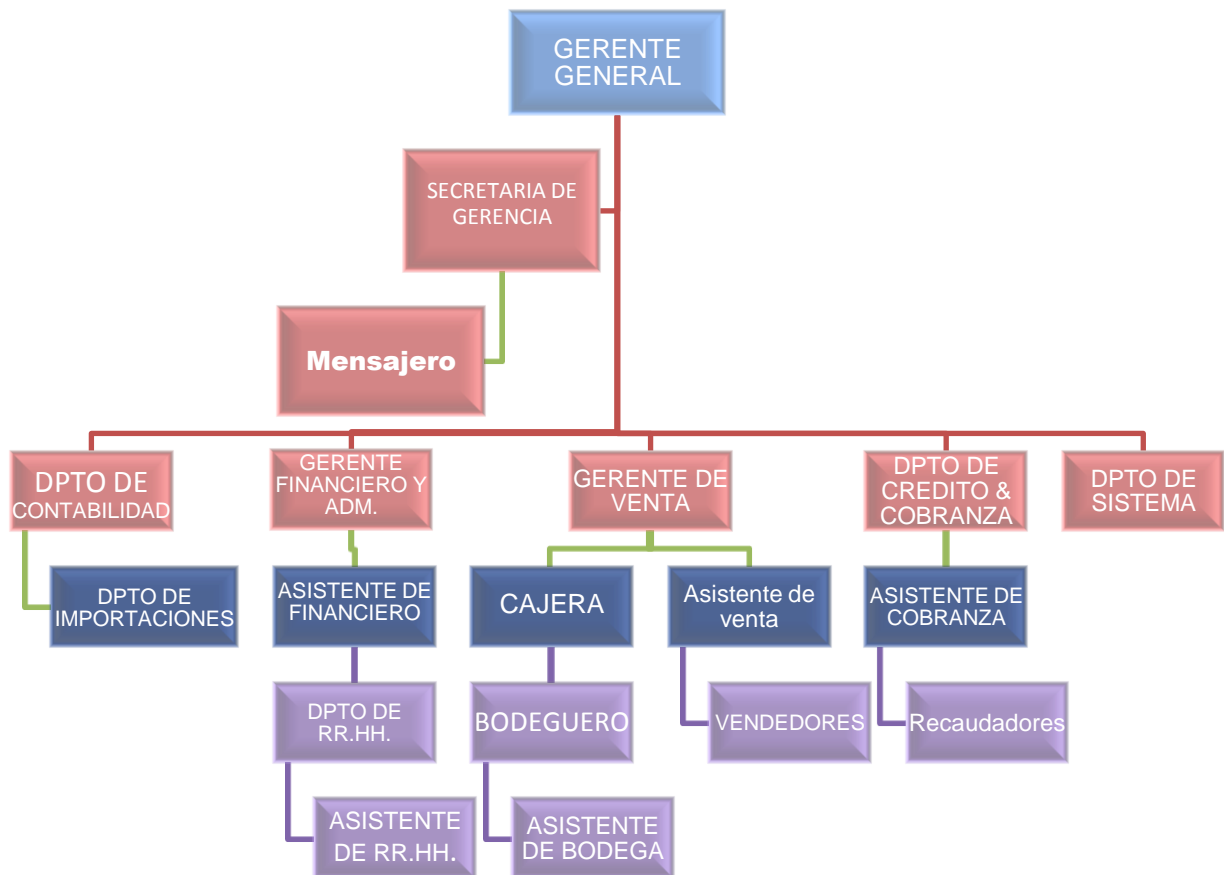 GERENTE
GENERAL
SECRETARIA DE
GERENCIA
Mensajero
DPTO DE
CONTABILIDAD
GERENTE
FINANCIERO Y
ADM.
GERENTE DE
VENTA
DPTO DE
CREDITO &
COBRANZA
DPTO DE
SISTEMA
DPTO DE
IMPORTACIONES
ASISTENTE DE
FINANCIERO
CAJERA
Asistente de
venta
ASISTENTE DE
COBRANZA
DPTO DE
RR.HH.
BODEGUERO
VENDEDORES
Recaudadores
ASISTENTE
DE RR.HH.
ASISTENTE
DE BODEGA